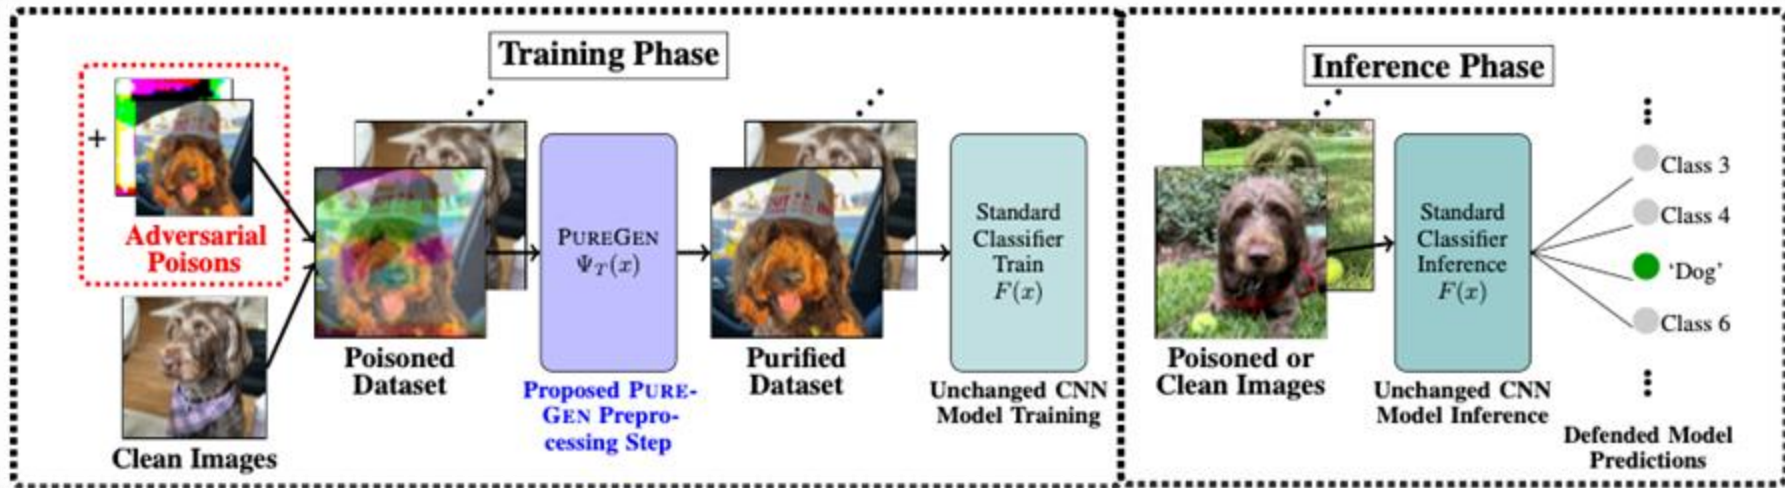 Training Phase
+
Adversarial
Poisons
Clean Images
Poisoned
Dataset
PUREGEN
Ψ_T(x)
Proposed PURE-
GEN Prepro-
cessing Step
Purified
Dataset
Standard
Classifier
Train
F(x)
Unchanged CNN
Model Training
Inference Phase
Poisoned or
Clean Images
Standard
Classifier
Inference
F(x)
Unchanged CNN
Model Inference
Class 3
Class 4
‘Dog’
Class 6
Defended Model
Predictions